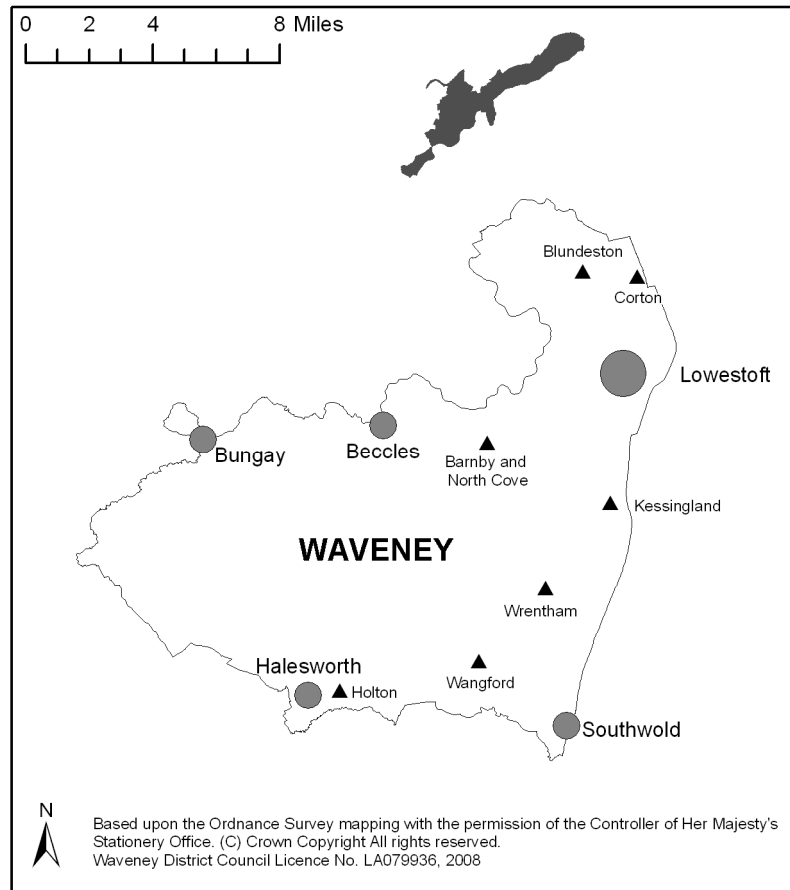 0 2 4 8 Miles
Blundeston
Corton
Lowestoft
Bungay
Beccles
Barnby and
North Cove
Kessingland
WAVENEY
Wrentham
Halesworth
Holton
Wangford
Southwold
N
Based upon the Ordnance Survey mapping with the permission of the Controller of Her Majesty's
Stationery Office. (C) Crown Copyright All rights reserved.
Waveney District Council Licence No. LA079936, 2008